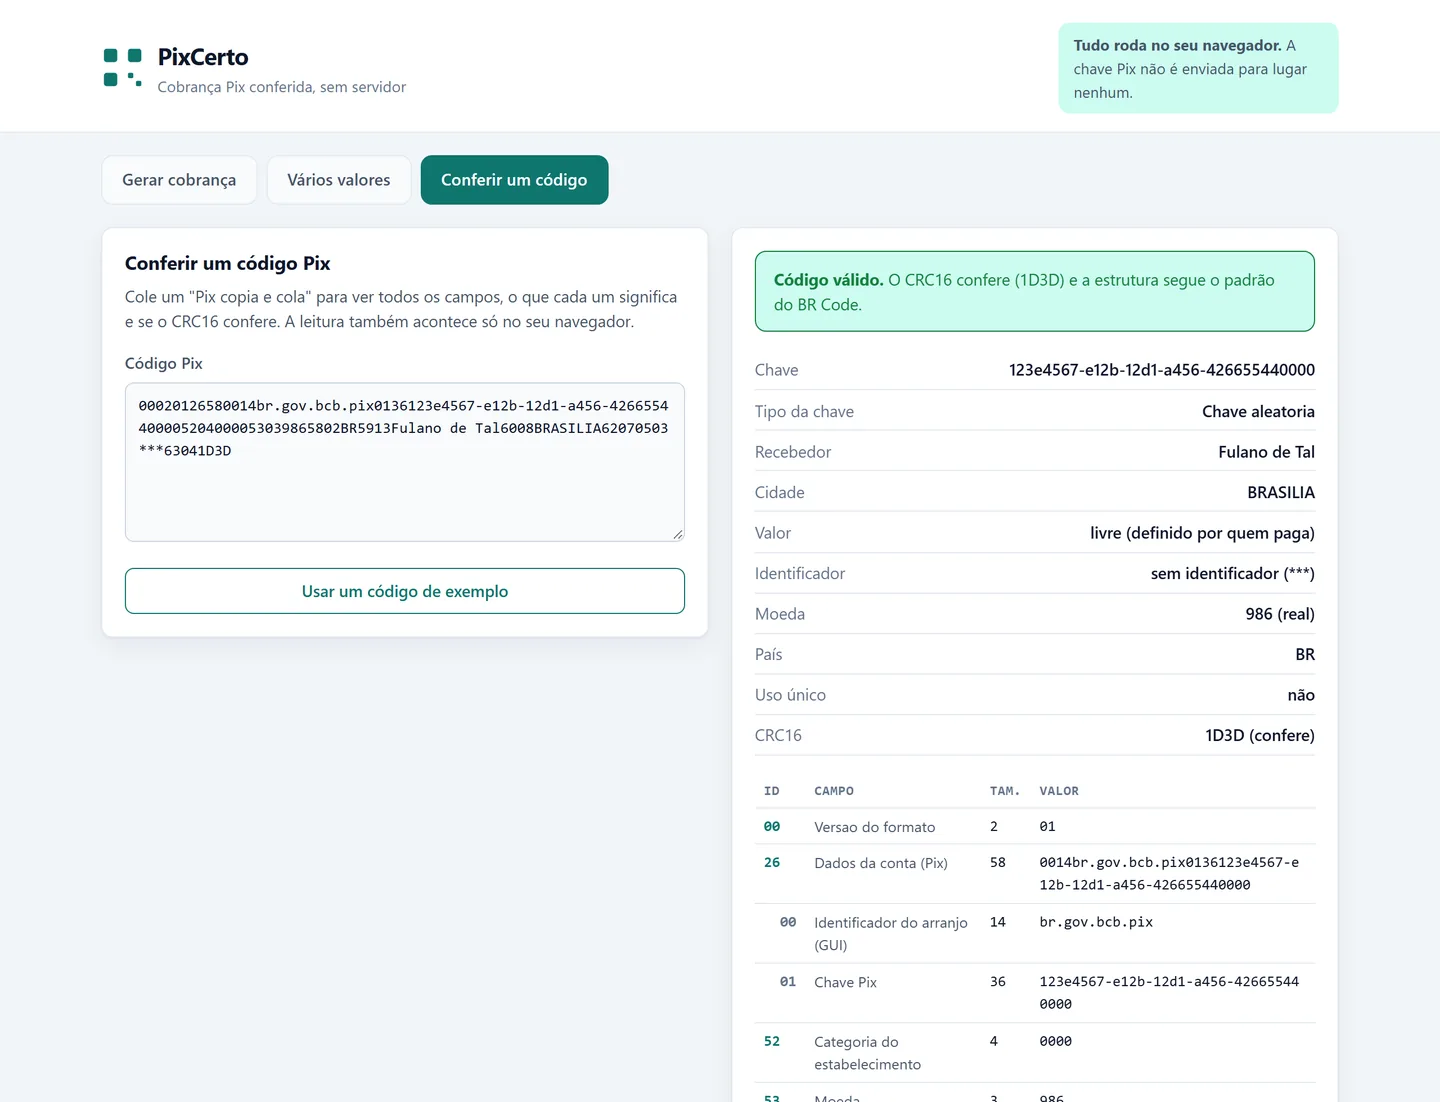 PixCerto
Cobrança Pix conferida, sem servidor
Tudo roda no seu navegador. A
chave Pix não é enviada para lugar
nenhum.
Gerar cobrança
Vários valores
Conferir um código
Conferir um código Pix
Cole um "Pix copia e cola" para ver todos os campos, o que cada um significa
e se o CRC16 confere. A leitura também acontece só no seu navegador.
Código Pix
00020126580014br.gov.bcb.pix0136123e4567-e12b-12d1-a456-4266554
400005204000053039865802BR5913Fulano de Tal6008BRASILIA62070503
***63041D3D
Usar um código de exemplo
Código válido. O CRC16 confere (1D3D) e a estrutura segue o padrão
do BR Code.
Chave 123e4567-e12b-12d1-a456-426655440000
Tipo da chave Chave aleatoria
Recebedor Fulano de Tal
Cidade BRASILIA
Valor livre (definido por quem paga)
Identificador sem identificador (***)
Moeda 986 (real)
País BR
Uso único não
CRC16 1D3D (confere)
ID CAMPO TAM. VALOR
00 Versao do formato 2 01
26 Dados da conta (Pix) 58 0014br.gov.bcb.pix0136123e4567-e
12b-12d1-a456-426655440000
00 Identificador do arranjo 14 br.gov.bcb.pix
(GUI)
01 Chave Pix 36 123e4567-e12b-12d1-a456-42665544
0000
52 Categoria do 4 0000
estabelecimento
53 Moeda 3 986